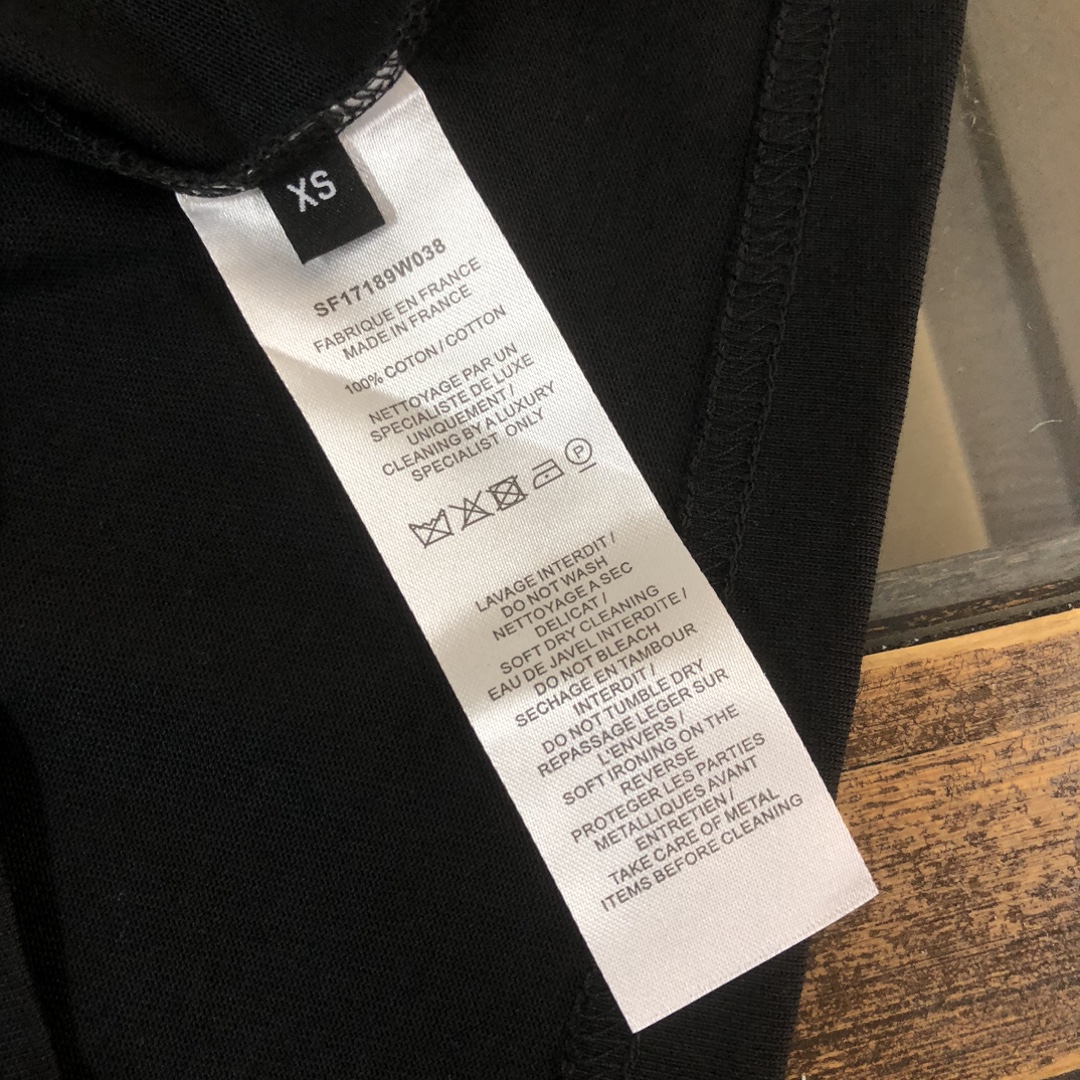 XS
SF17189W038
FABRIQUE EN FRANCE
MADE IN FRANCE
100% COTON / COTTON
NETTOYAGE PAR UN
SPECIALISTE DE LUXE
UNIQUEMENT /
CLEANING BY A LUXURY
SPECIALIST ONLY
P
LAVAGE INTERDIT /
DO NOT WASH
NETTOYAGE A SEC
DELICAT /
SOFT DRY CLEANING
EAU DE JAVEL INTERDITE /
DO NOT BLEACH
SECHAGE EN TAMBOUR
INTERDIT /
DO NOT TUMBLE DRY
REPASSAGE LEGER SUR
L'ENVERS /
SOFT IRONING ON THE
REVERSE
PROTEGER LES PARTIES
METALLIQUES AVANT
ENTRETIEN /
TAKE CARE OF METAL
ITEMS BEFORE CLEANING